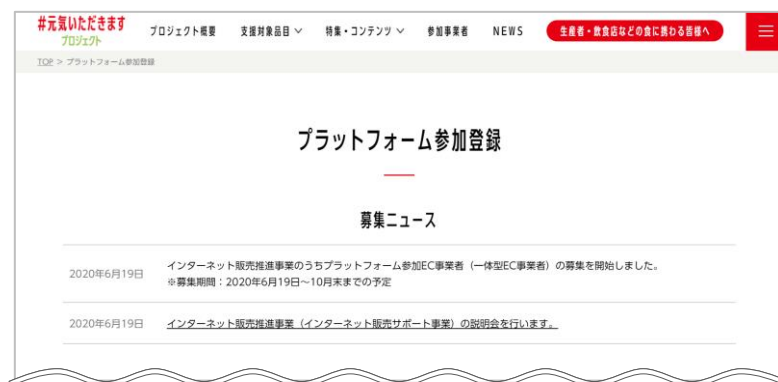 #元気いただきます
プロジェクト
プロジェクト概要 支援対象品目 特集・コンテンツ 参加事業者 NEWS 生産者・飲食店などの食に携わる皆様へ
TOP > プラットフォーム参加登録
プラットフォーム参加登録
募集ニュース
2020年6月19日 インターネット販売推進事業のうちプラットフォーム参加EC事業者（一体型EC事業者）の募集を開始しました。
※募集期間：2020年6月19日～10月末までの予定
2020年6月19日 インターネット販売推進事業（インターネット販売サポート事業）の説明会を行います。